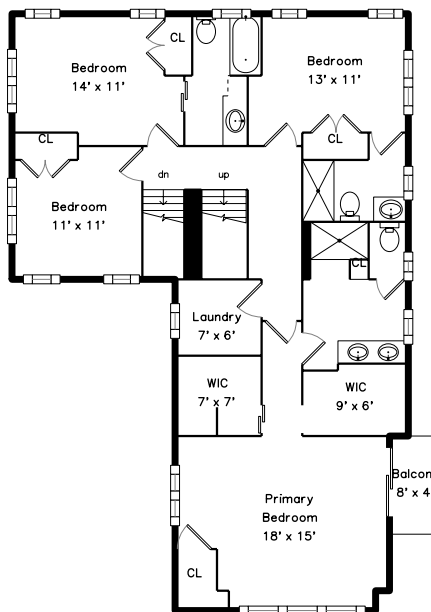 CL
Bedroom
14' x 11'
Bedroom
13' x 11'
CL
CL
dn
up
Bedroom
11' x 11'
CL
Laundry
7' x 6'
WIC
7' x 7'
WIC
9' x 6'
Balcon
8' x 4
Primary
Bedroom
18' x 15'
CL